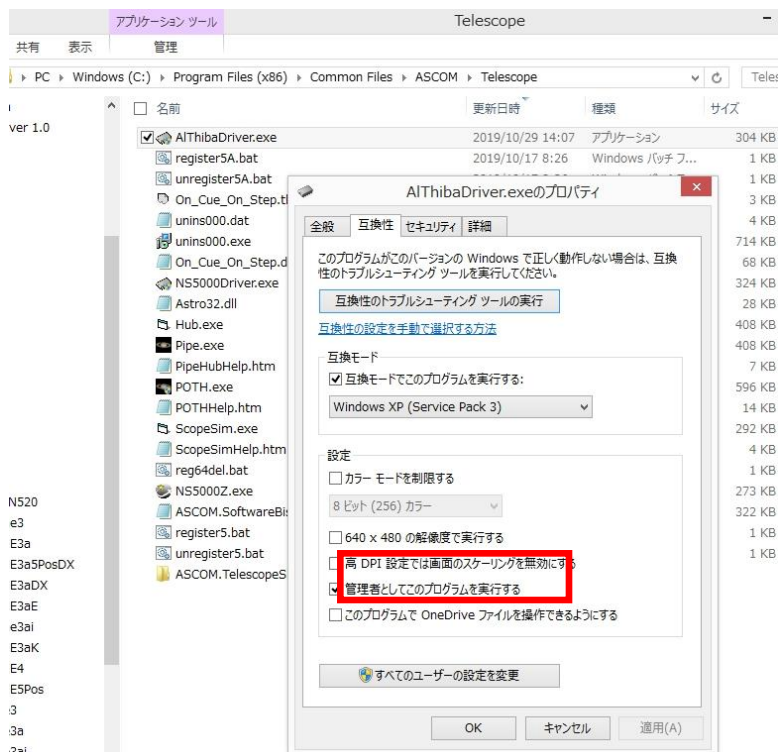 アプリケーション ツール
Telescope
共有
表示
管理
PC ▸ Windows (C:) ▸ Program Files (x86) ▸ Common Files ▸ ASCOM ▸ Telescope
名前
更新日時
種類
サイズ
ver 1.0
AlThibaDriver.exe 2019/10/29 14:07 アプリケーション 304 KB
register5A.bat 2019/10/17 8:26 Windows バッチ フ... 1 KB
unregister5A.bat 1 KB
On_Cue_On_Step.tl 3 KB
unins000.dat 4 KB
unins000.exe 714 KB
On_Cue_On_Step.d 68 KB
NS5000Driver.exe 324 KB
Astro32.dll 28 KB
Hub.exe 408 KB
Pipe.exe 408 KB
PipeHubHelp.htm 7 KB
POTH.exe 596 KB
POTHHelp.htm 14 KB
ScopeSim.exe 292 KB
ScopeSimHelp.htm 4 KB
reg64del.bat 1 KB
NS5000Z.exe 273 KB
ASCOM.SoftwareBi 322 KB
register5.bat 1 KB
unregister5.bat 1 KB
ASCOM.TelescopeS
N520
e3
E3a
E3a5PosDX
E3aDX
E3aE
e3ai
E3aK
E4
E5Pos
AlThibaDriver.exeのプロパティ
全般
互換性
セキュリティ
詳細
このプログラムがこのバージョンの Windows で正しく動作しない場合は、互換
性のトラブルシューティング ツールを実行してください。
互換性のトラブルシューティング ツールの実行
互換性の設定を手動で選択する方法
互換モード
互換モードでこのプログラムを実行する:
Windows XP (Service Pack 3)
設定
カラー モードを制限する
8 ビット (256) カラー
640 x 480 の解像度で実行する
高 DPI 設定では画面のスケーリングを無効にする
管理者としてこのプログラムを実行する
このプログラムで OneDrive ファイルを操作できるようにする
すべてのユーザーの設定を変更
OK
キャンセル
適用(A)